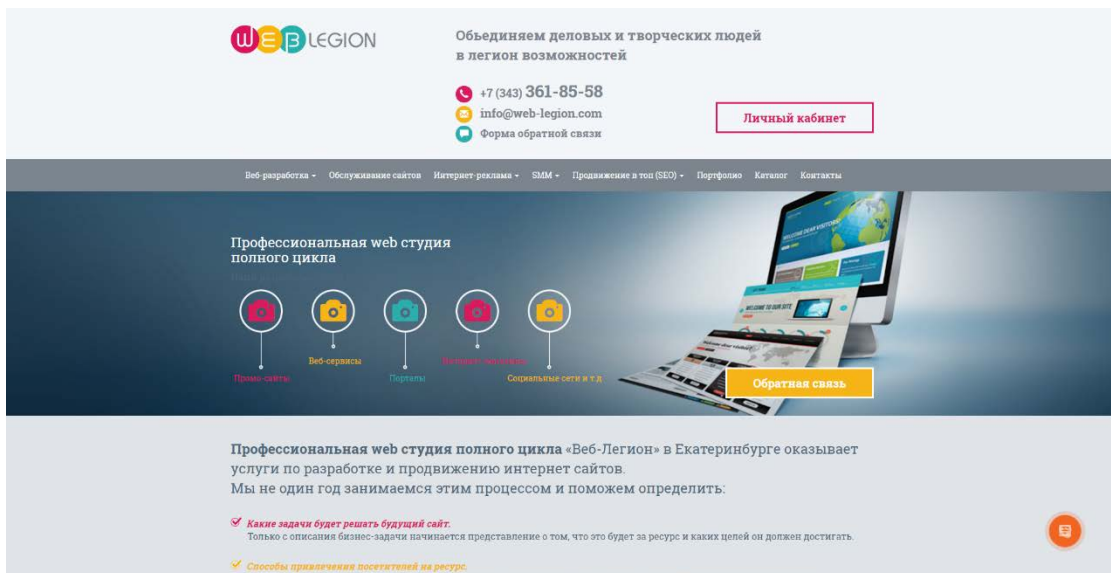 WEB LEGION
Объединяем деловых и творческих людей
в легион возможностей
+7 (343) 361-85-58
info@web-legion.com
Форма обратной связи
Личный кабинет
Веб-разработка
Обслуживание сайтов
Интернет-реклама
SMM
Продвижение в топ (SEO)
Портфолио
Каталог
Контакты
Профессиональная web студия
полного цикла
Промо-сайты
Веб-сервисы
Порталы
Социальные сети и т.д
WELCOME TO OUR SITE
Обратная связь
Профессиональная web студия полного цикла «Веб-Легион» в Екатеринбурге оказывает
услуги по разработке и продвижению интернет сайтов.
Мы не один год занимаемся этим процессом и поможем определить:
Какие задачи будет решать будущий сайт.
Только с описания бизнес-задачи начинается представление о том, что это будет за ресурс и каких целей он должен достигать.
Способы привлечения посетителей на ресурс.